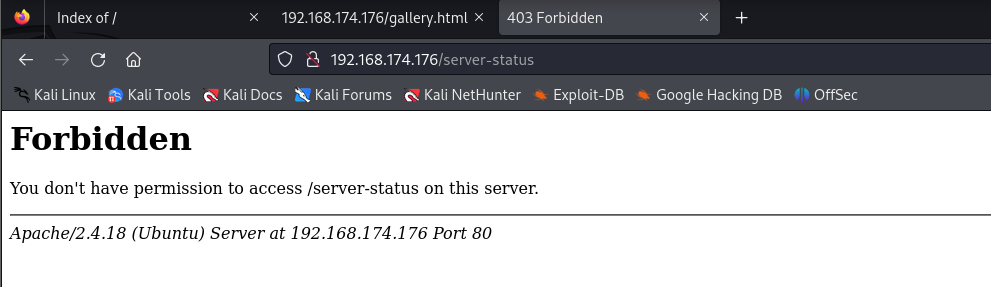 Index of /
192.168.174.176/gallery.html
403 Forbidden
192.168.174.176/server-status
Kali Linux Kali Tools Kali Docs Kali Forums Kali NetHunter Exploit-DB Google Hacking DB OffSec
Forbidden
You don't have permission to access /server-status on this server.
Apache/2.4.18 (Ubuntu) Server at 192.168.174.176 Port 80